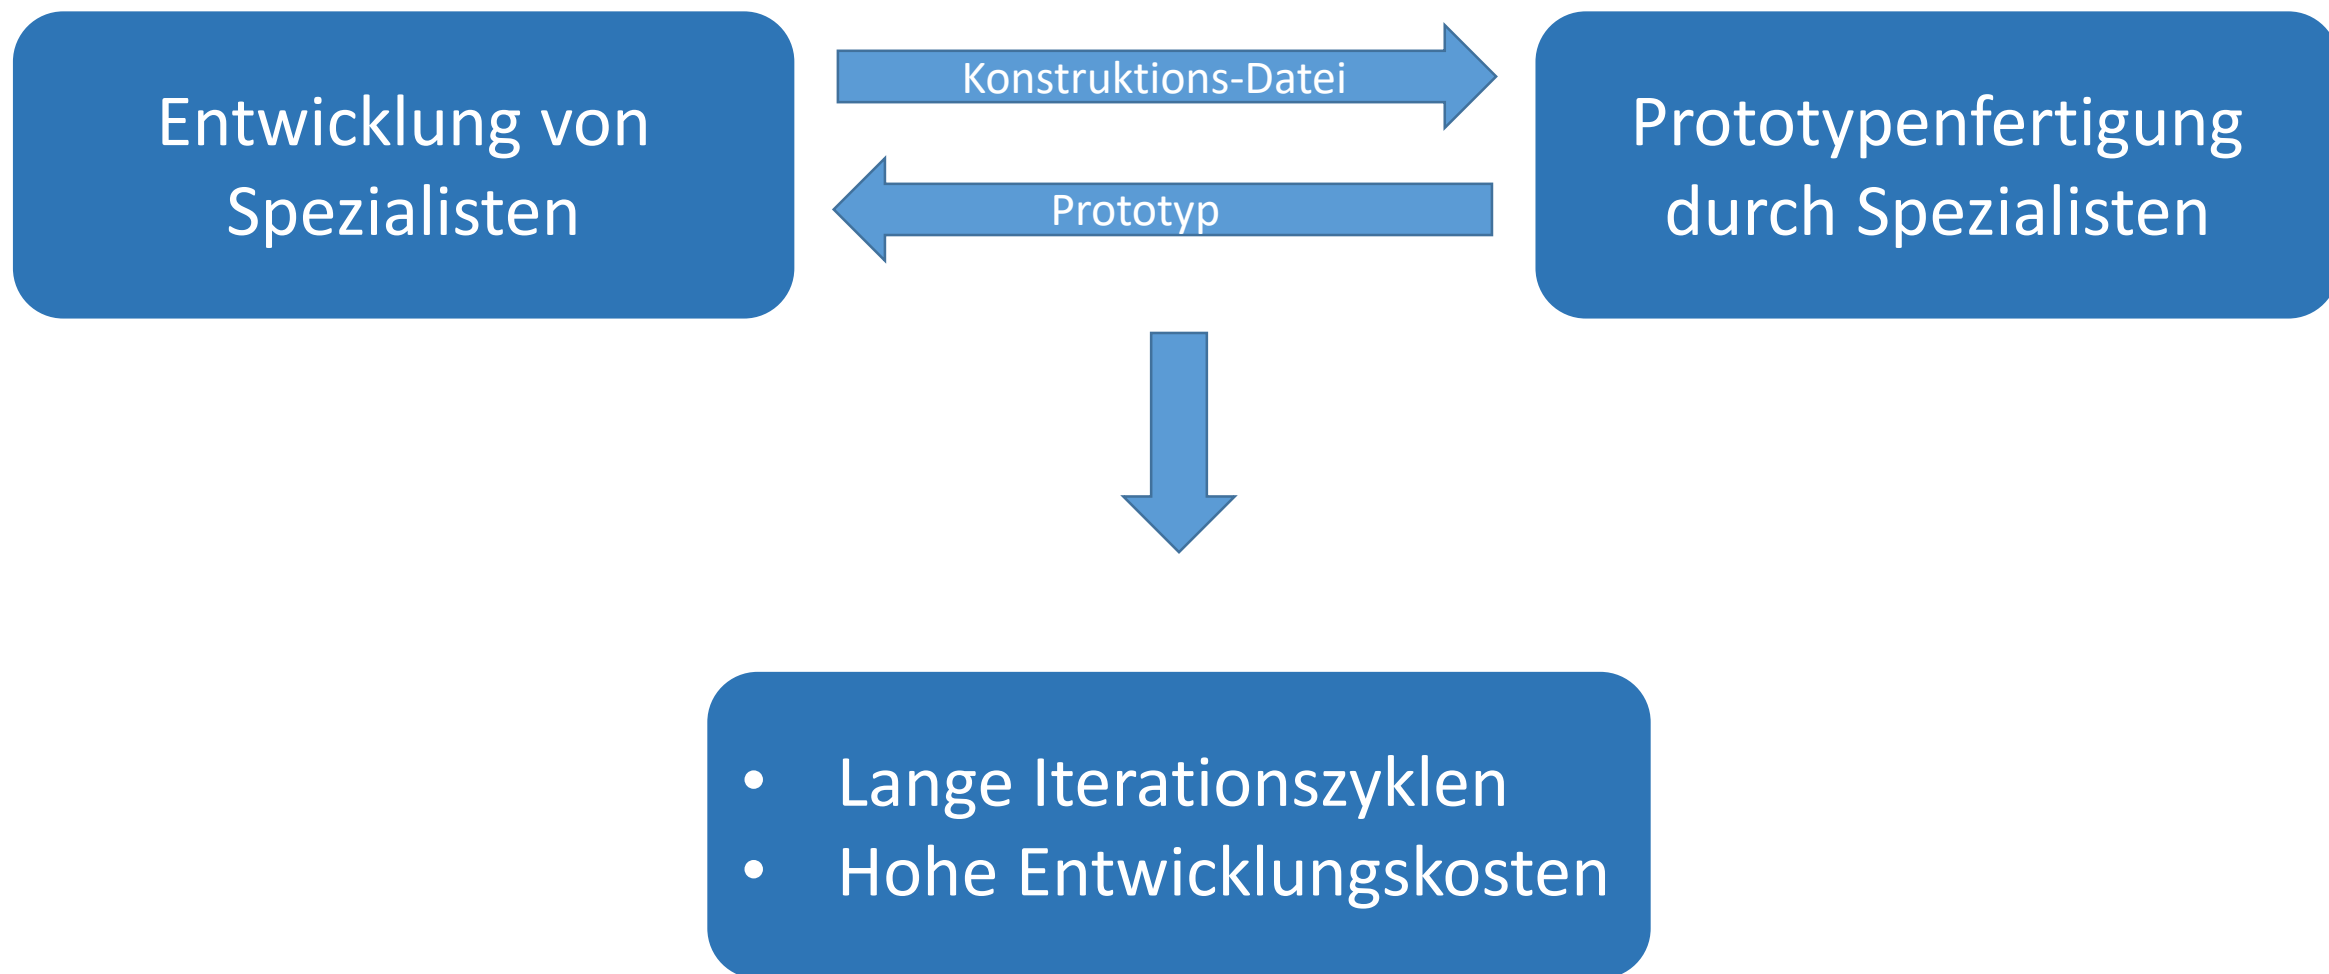 Entwicklung von
Spezialisten
Konstruktions-Datei
Prototyp
Prototypenfertigung
durch Spezialisten
• Lange Iterationszyklen
• Hohe Entwicklungskosten